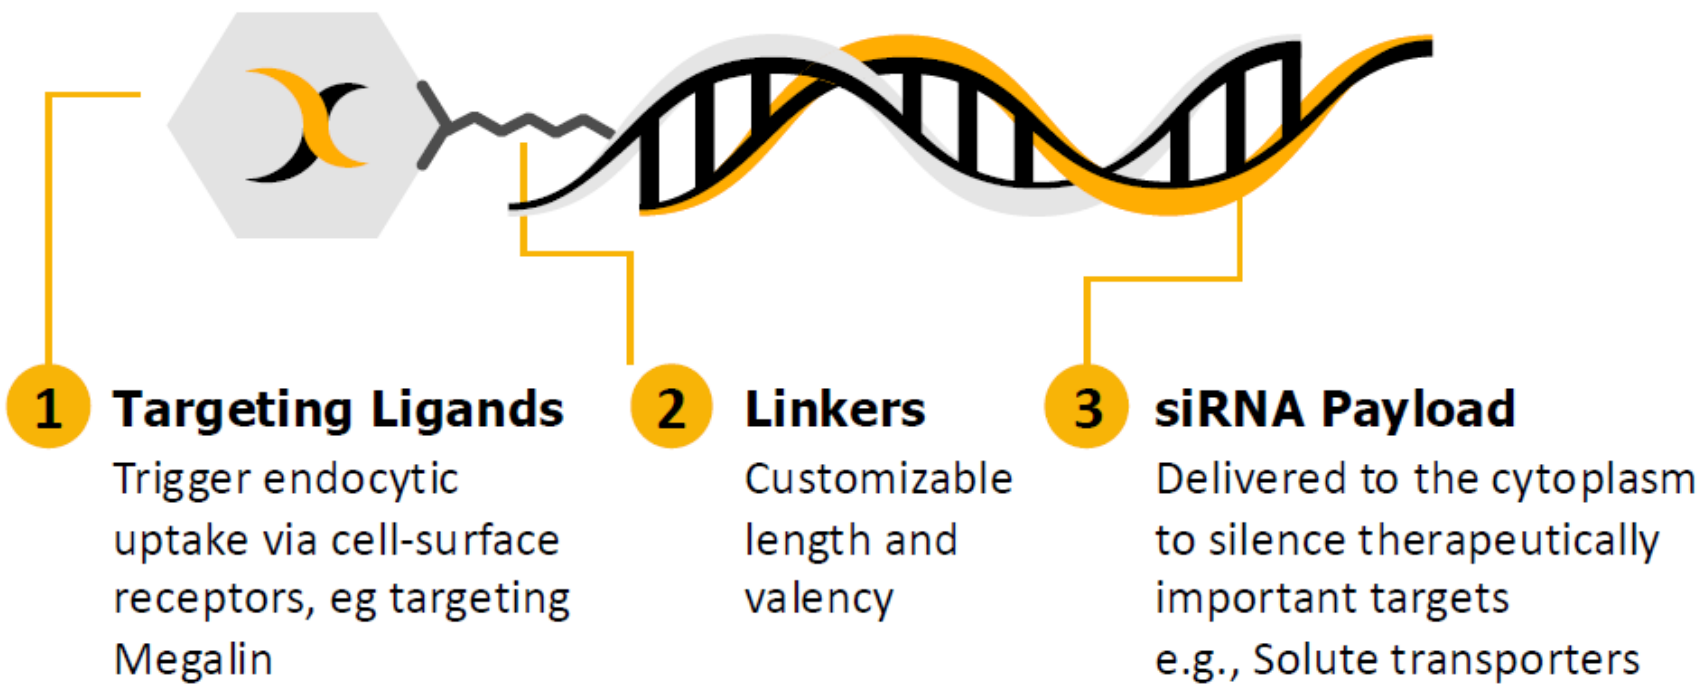 1 Targeting Ligands
Trigger endocytic
uptake via cell-surface
receptors, eg targeting
Megalin
2 Linkers
Customizable
length and
valency
3 siRNA Payload
Delivered to the cytoplasm
to silence therapeutically
important targets
e.g., Solute transporters